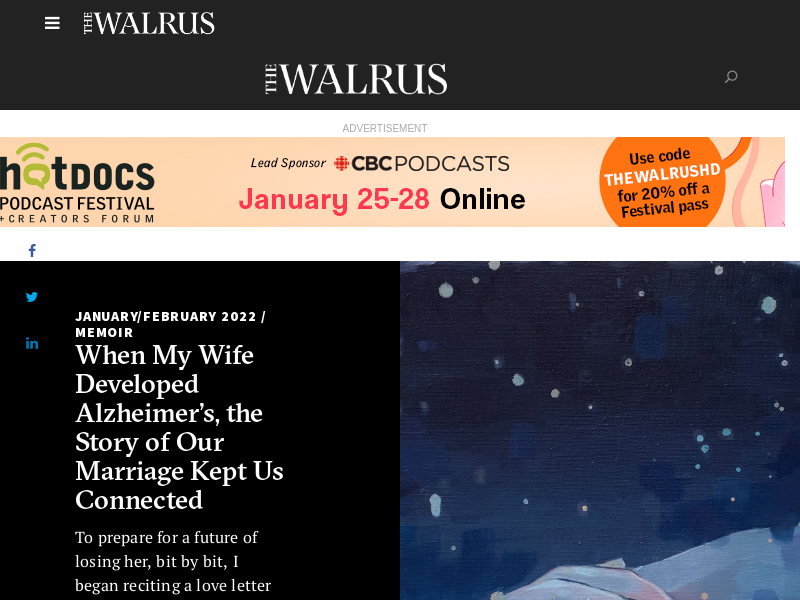 THE WALRUS
THE WALRUS
ADVERTISEMENT
hotDOCS
PODCAST FESTIVAL
+CREATORS FORUM
Lead Sponsor CBC PODCASTS
January 25-28 Online
Use code
THEWALRUSHD
for 20% off a
Festival pass
JANUARY/FEBRUARY 2022 /
MEMOIR
When My Wife
Developed
Alzheimer’s, the
Story of Our
Marriage Kept Us
Connected
To prepare for a future of
losing her, bit by bit, I
began reciting a love letter